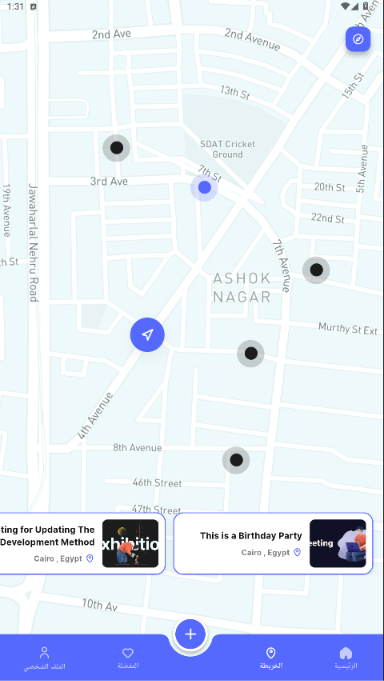 1:31
2nd Ave
2nd Avenue
13th St
15th St
SDAT Cricket
Ground
7th St
3rd Ave
5th Avenue
20th St
22nd St
19th Avenue
Jawaharlal Nehru Road
7th Avenue
ASHOK
NAGAR
Murthy St Ext
4th Avenue
8th Avenue
46th Street
47th Street
ting for Updating The
Development Method
Cairo , Egypt
xhibitio
This is a Birthday Party
Cairo , Egypt
eeting
10th Av
الرئيسية
الخريطة
المفضلة
الملف الشخصي